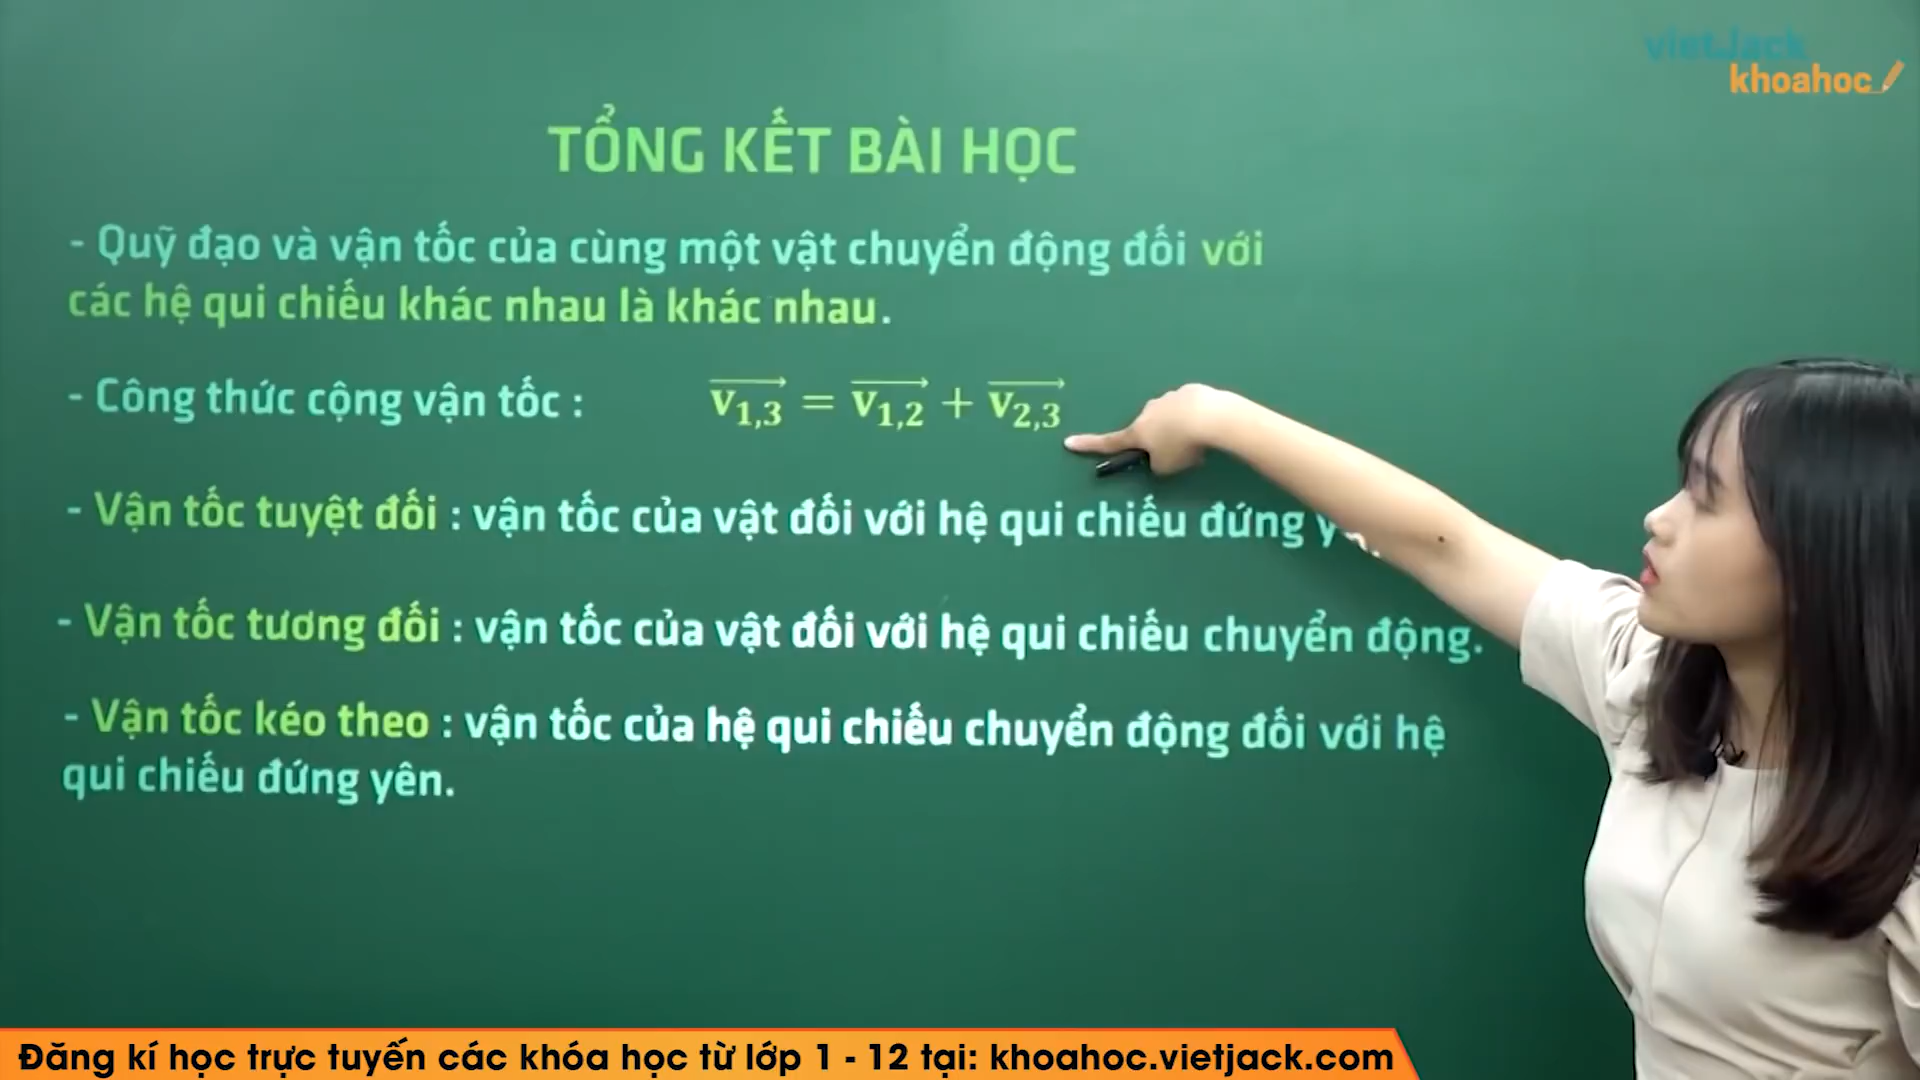 vietJack
khoahoc
TỔNG KẾT BÀI HỌC
- Quỹ đạo và vận tốc của cùng một vật chuyển động đối với
các hệ qui chiếu khác nhau là khác nhau.
- Công thức cộng vận tốc : v₁,₃ = v₁,₂ + v₂,₃
- Vận tốc tuyệt đối : vận tốc của vật đối với hệ qui chiếu đứng
- Vận tốc tương đối : vận tốc của vật đối với hệ qui chiếu chuyển động.
- Vận tốc kéo theo : vận tốc của hệ qui chiếu chuyển động đối với hệ
qui chiếu đứng yên.
Đăng kí học trực tuyến các khóa học từ lớp 1 - 12 tại: khoahoc.vietjack.com